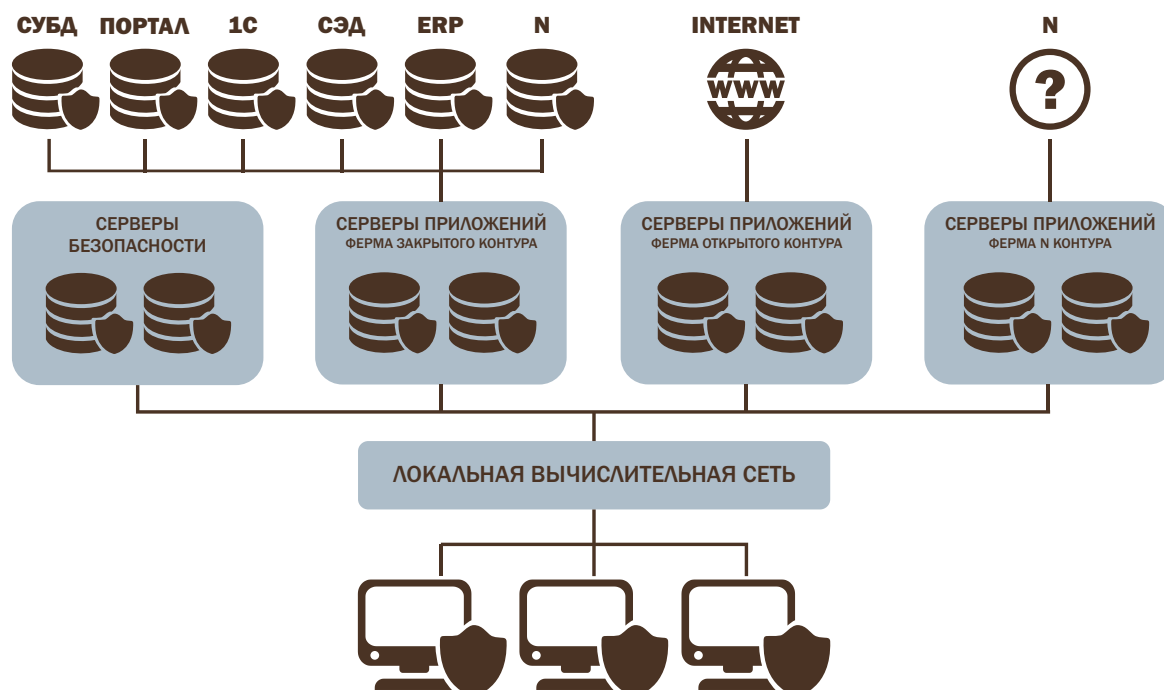 СУБД ПОРТАЛ 1С СЭД ERP N INTERNET N
WWW
?
СЕРВЕРЫ
БЕЗОПАСНОСТИ
СЕРВЕРЫ ПРИЛОЖЕНИЙ
ФЕРМА ЗАКРЫТОГО КОНТУРА
СЕРВЕРЫ ПРИЛОЖЕНИЙ
ФЕРМА ОТКРЫТОГО КОНТУРА
СЕРВЕРЫ ПРИЛОЖЕНИЙ
ФЕРМА N КОНТУРА
ЛОКАЛЬНАЯ ВЫЧИСЛИТЕЛЬНАЯ СЕТЬ